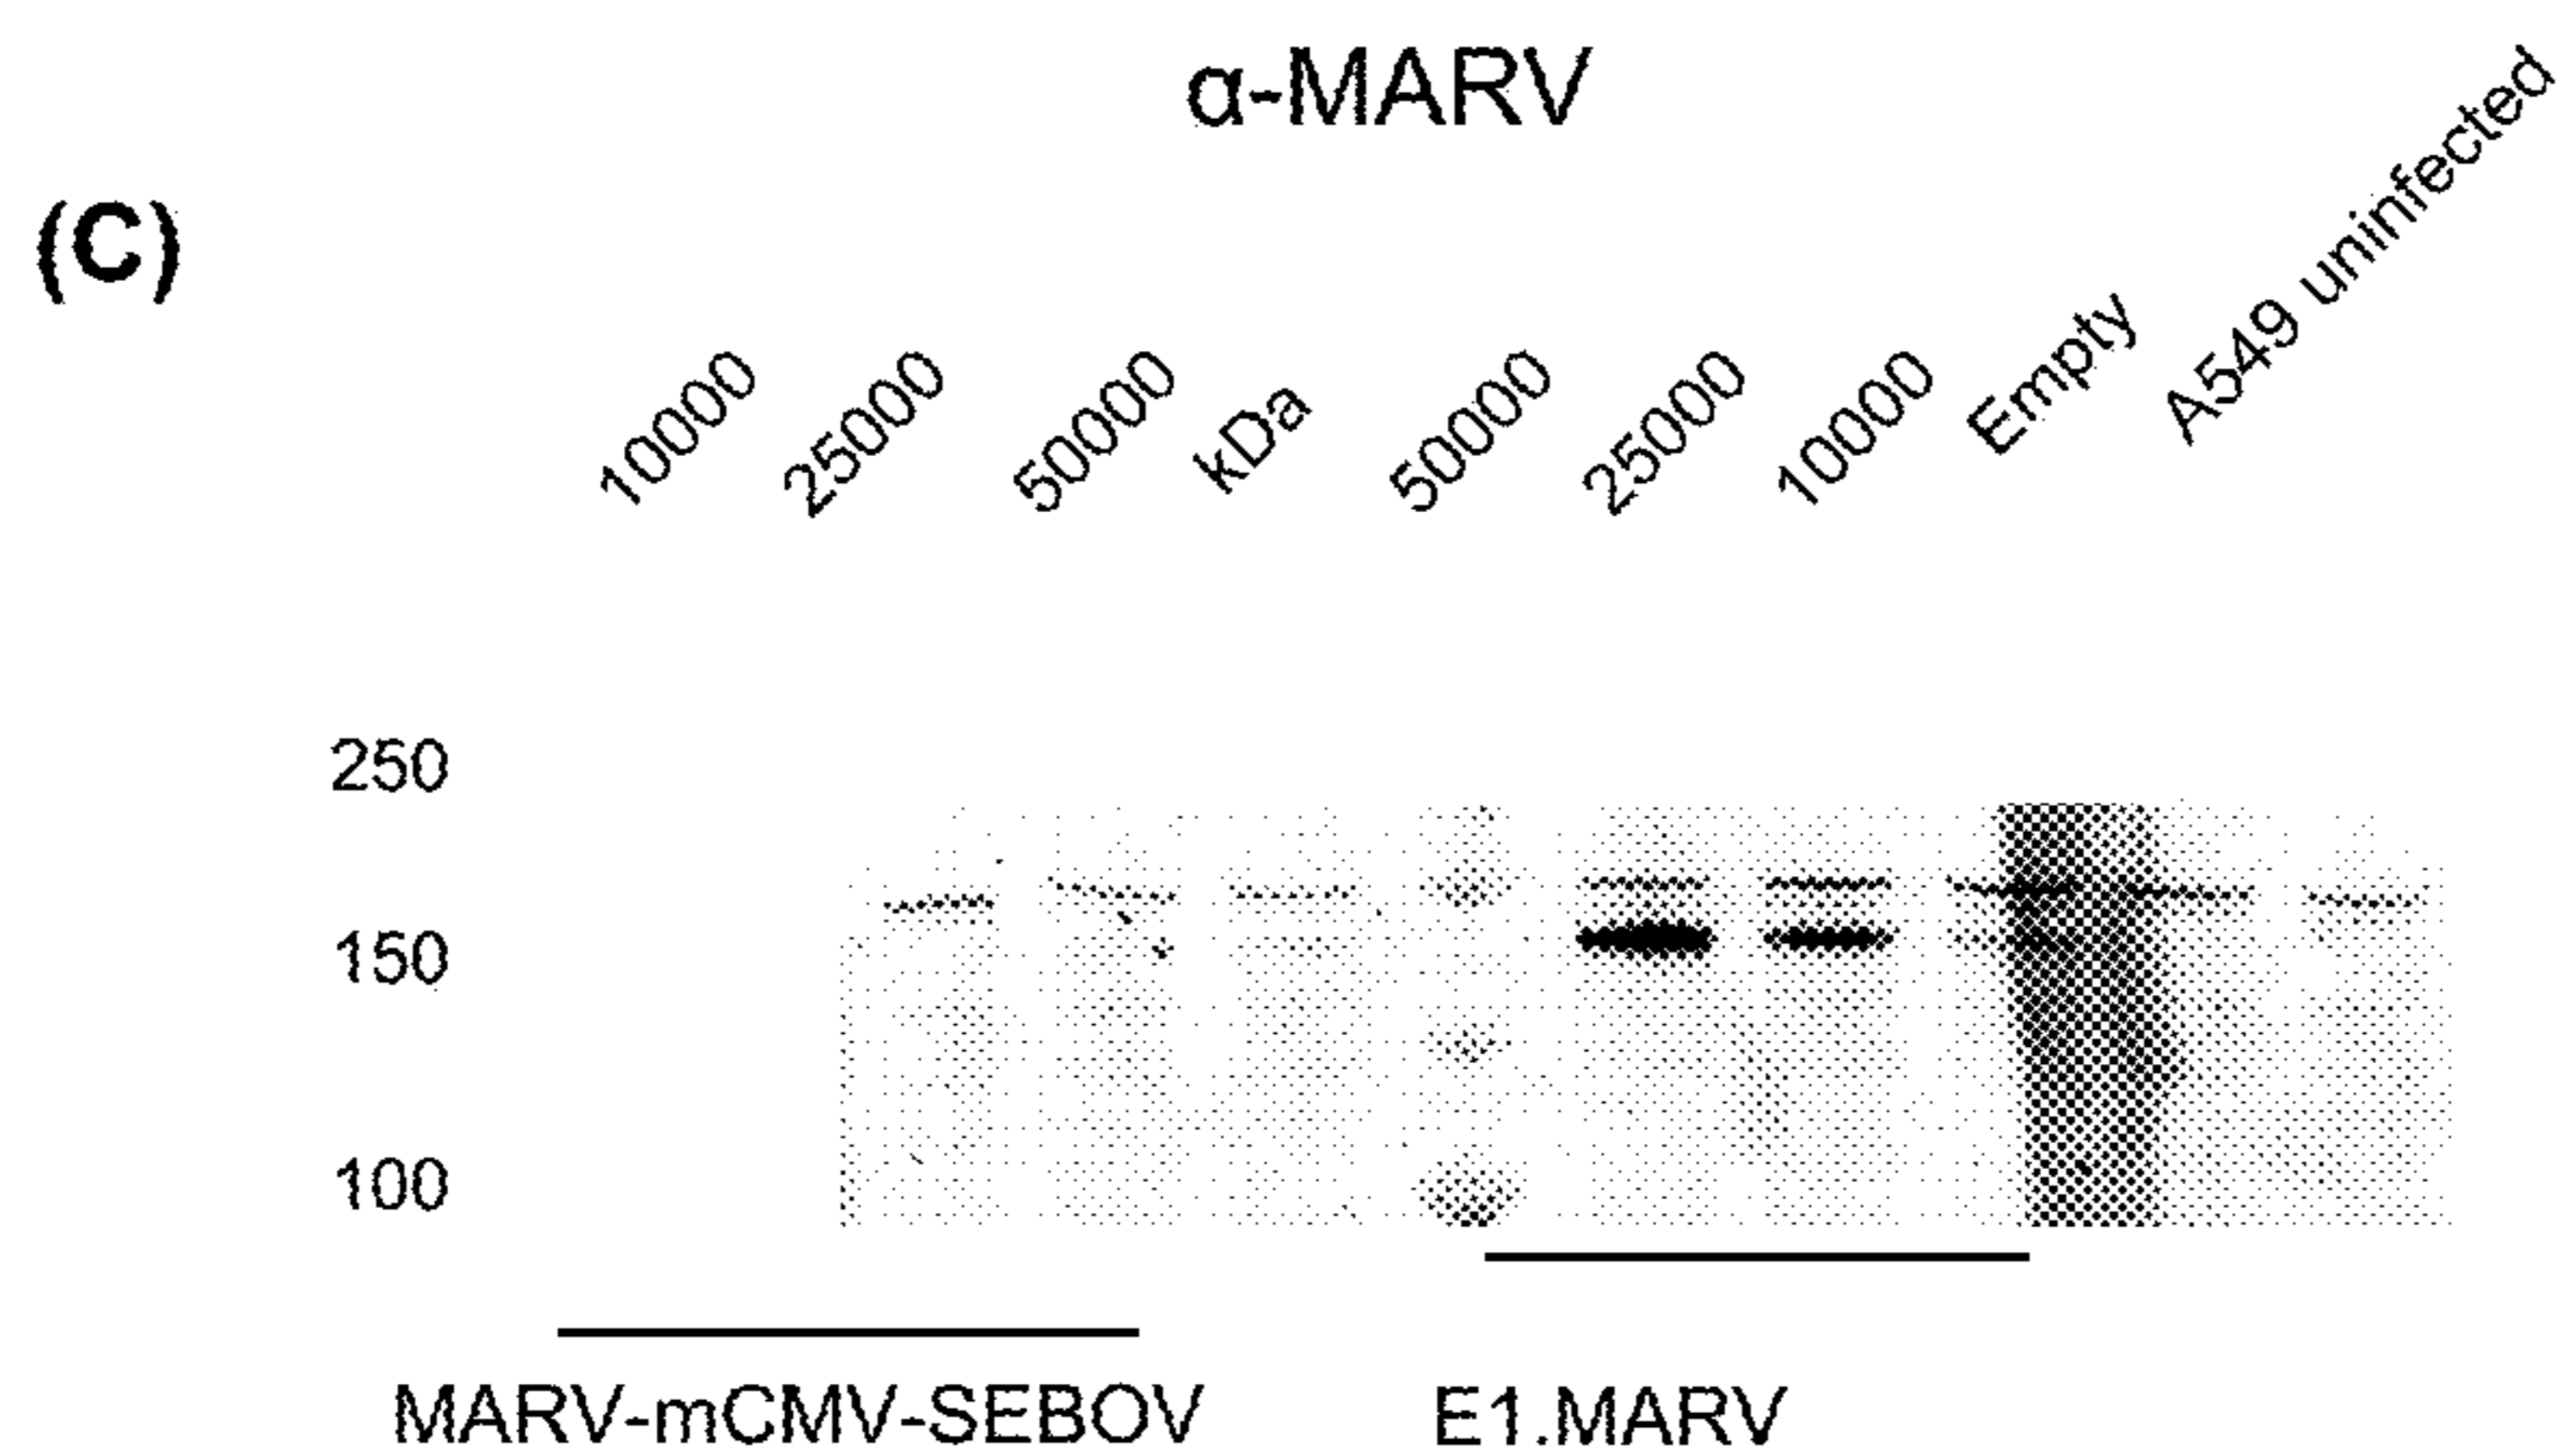 α-MARV
(C)
10000 25000 50000 kDa 50000 25000 10000 Empty A549 uninfected
250
150
100
MARV-mCMV-SEBOV E1.MARV